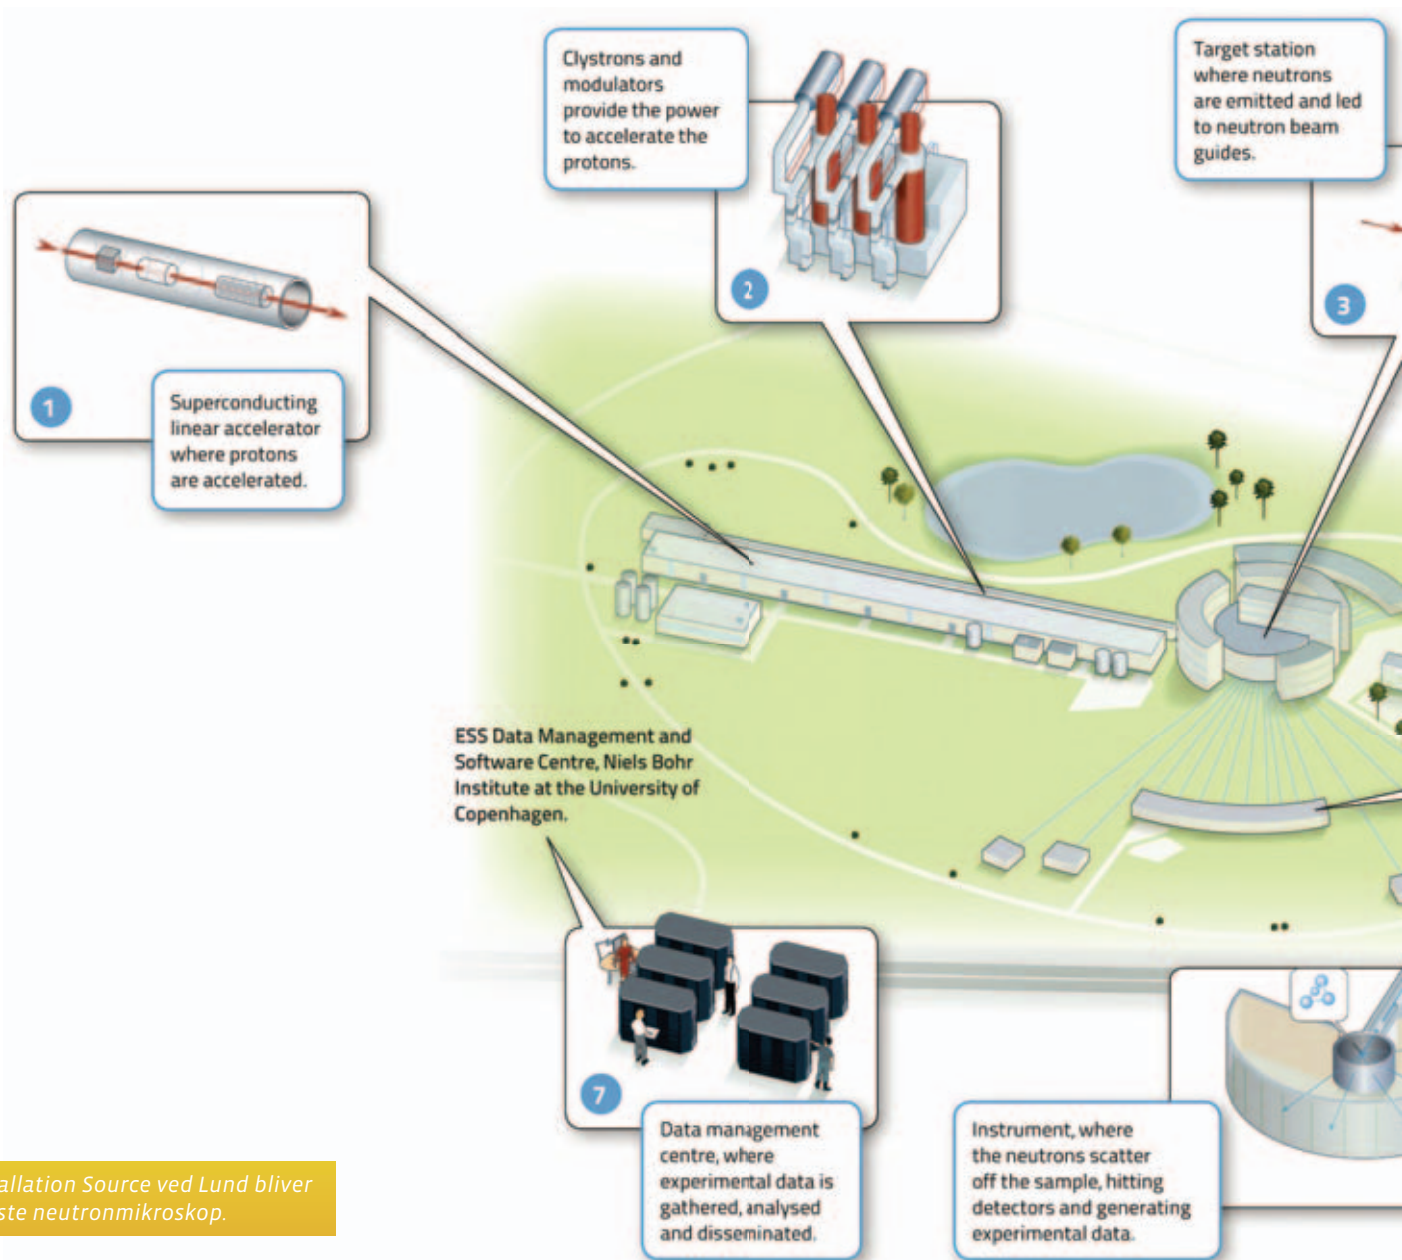 Clystrons and
modulators
provide the power
to accelerate the
protons.
2
Target station
where neutrons
are emitted and led
to neutron beam
guides.
3
1
Superconducting
linear accelerator
where protons
are accelerated.
ESS Data Management and
Software Centre, Niels Bohr
Institute at the University of
Copenhagen.
7
Data management
centre, where
experimental data is
gathered, analysed
and disseminated.
Instrument, where
the neutrons scatter
off the sample, hitting
detectors and generating
experimental data.
allation Source ved Lund bliver
ste neutronmikroskop.